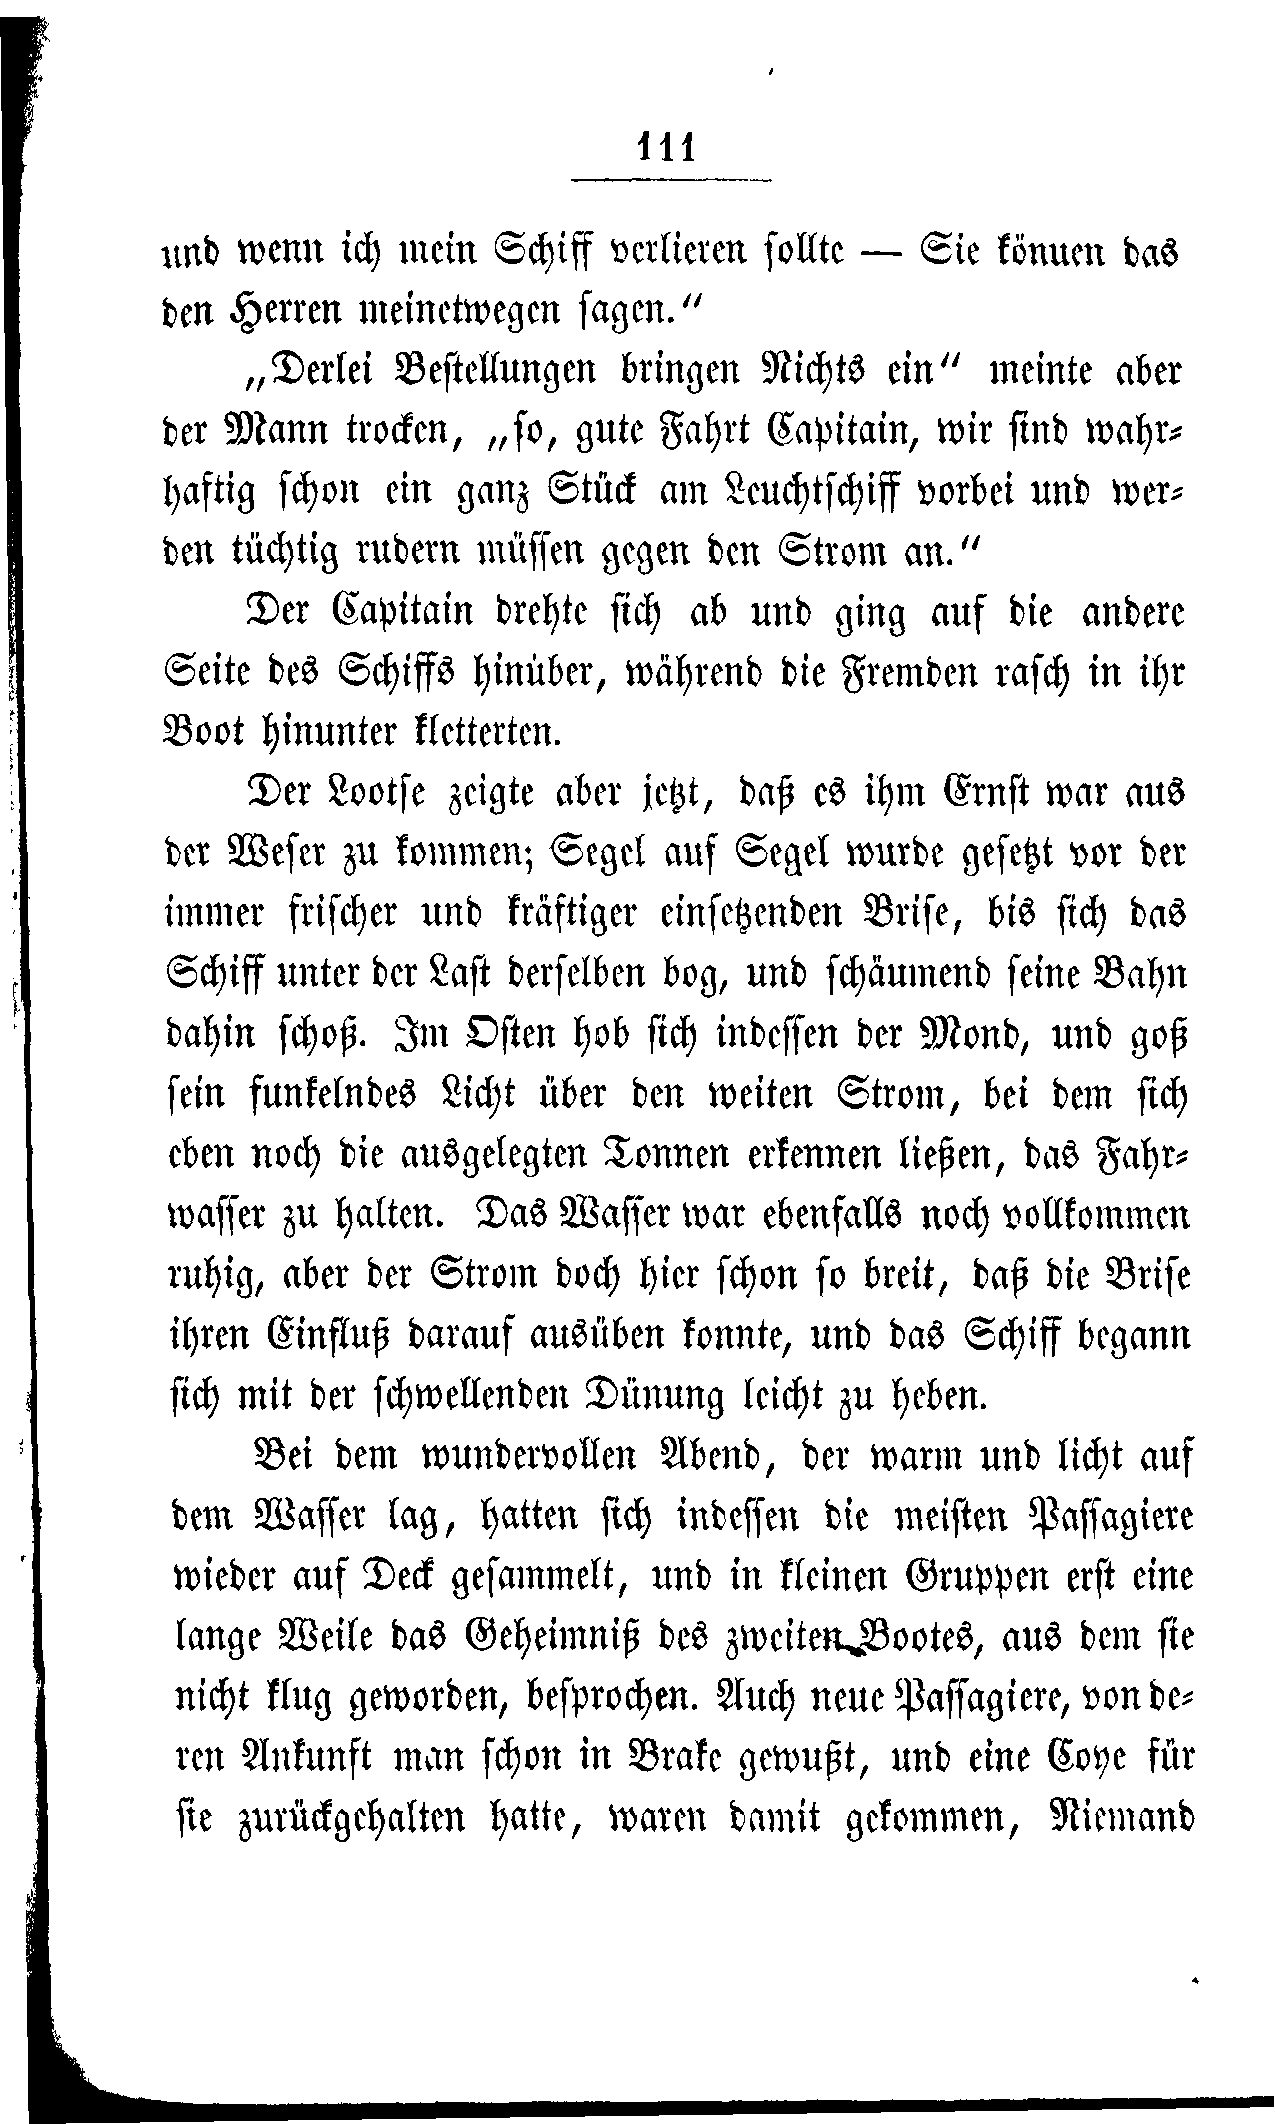 111
und wenn ich mein Schiff verlieren sollte — Sie können das
den Herren meinetwegen sagen.“
„Derlei Bestellungen bringen Nichts ein“ meinte aber
der Mann trocken, „so, gute Fahrt Capitain, wir sind wahr-
haftig schon ein ganz Stück am Leuchtschiff vorbei und wer-
den tüchtig rudern müssen gegen den Strom an.“
Der Capitain drehte sich ab und ging auf die andere
Seite des Schiffs hinüber, während die Fremden rasch in ihr
Boot hinunter kletterten.
Der Lootse zeigte aber jetzt, daß es ihm Ernst war aus
der Weser zu kommen; Segel auf Segel wurde gesetzt vor der
immer frischer und kräftiger einsetzenden Brise, bis sich das
Schiff unter der Last derselben bog, und schäumend seine Bahn
dahin schoß. Im Osten hob sich indessen der Mond, und goß
sein funkelndes Licht über den weiten Strom, bei dem sich
eben noch die ausgelegten Tonnen erkennen ließen, das Fahr-
wasser zu halten. Das Wasser war ebenfalls noch vollkommen
ruhig, aber der Strom doch hier schon so breit, daß die Brise
ihren Einfluß darauf ausüben konnte, und das Schiff begann
sich mit der schwellenden Dünung leicht zu heben.
Bei dem wundervollen Abend, der warm und licht auf
dem Wasser lag, hatten sich indessen die meisten Passagiere
wieder auf Deck gesammelt, und in kleinen Gruppen erst eine
lange Weile das Geheimniß des zweiten Bootes, aus dem sie
nicht klug geworden, besprochen. Auch neue Passagiere, von de-
ren Ankunft man schon in Brake gewußt, und eine Coye für
sie zurückgehalten hatte, waren damit gekommen, Niemand